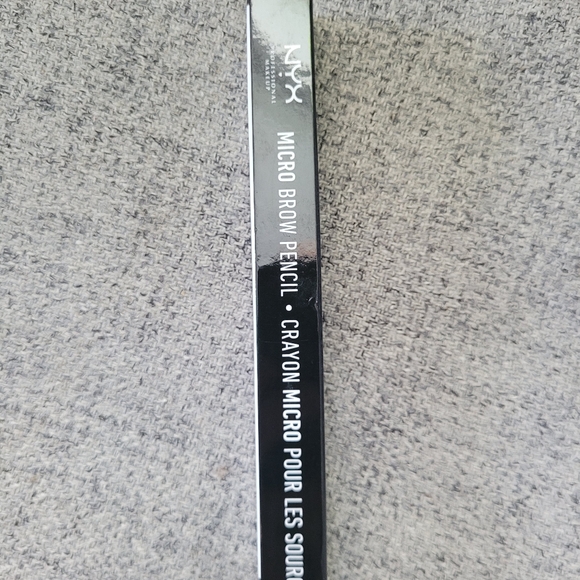 NYX
PROFESSIONAL
MAKEUP
MICRO BROW PENCIL • CRAYON MICRO POUR LES